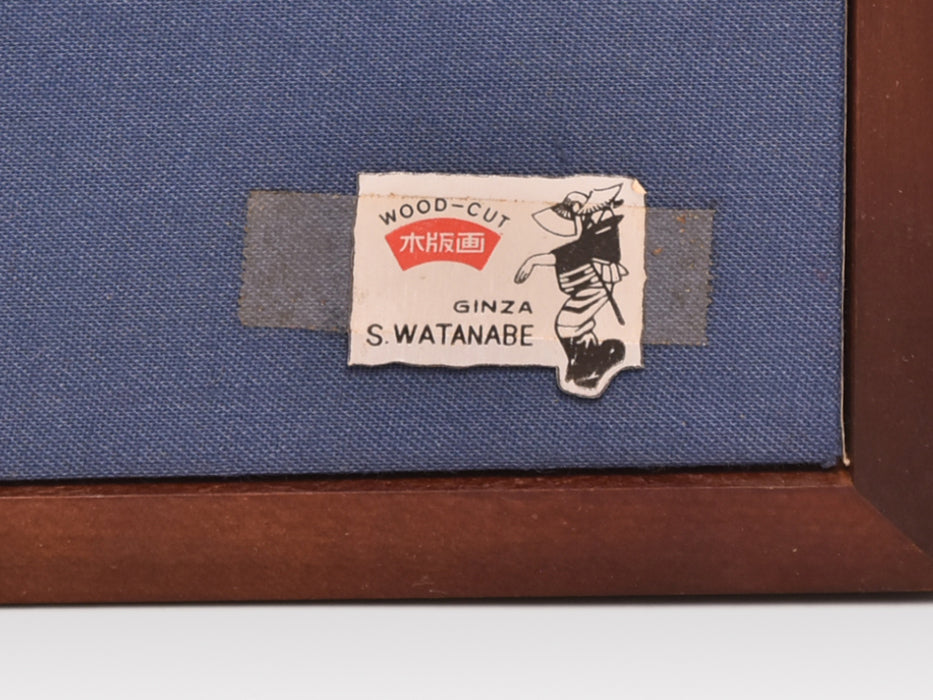 WOOD-CUT
木版画
GINZA
S.WATANABE